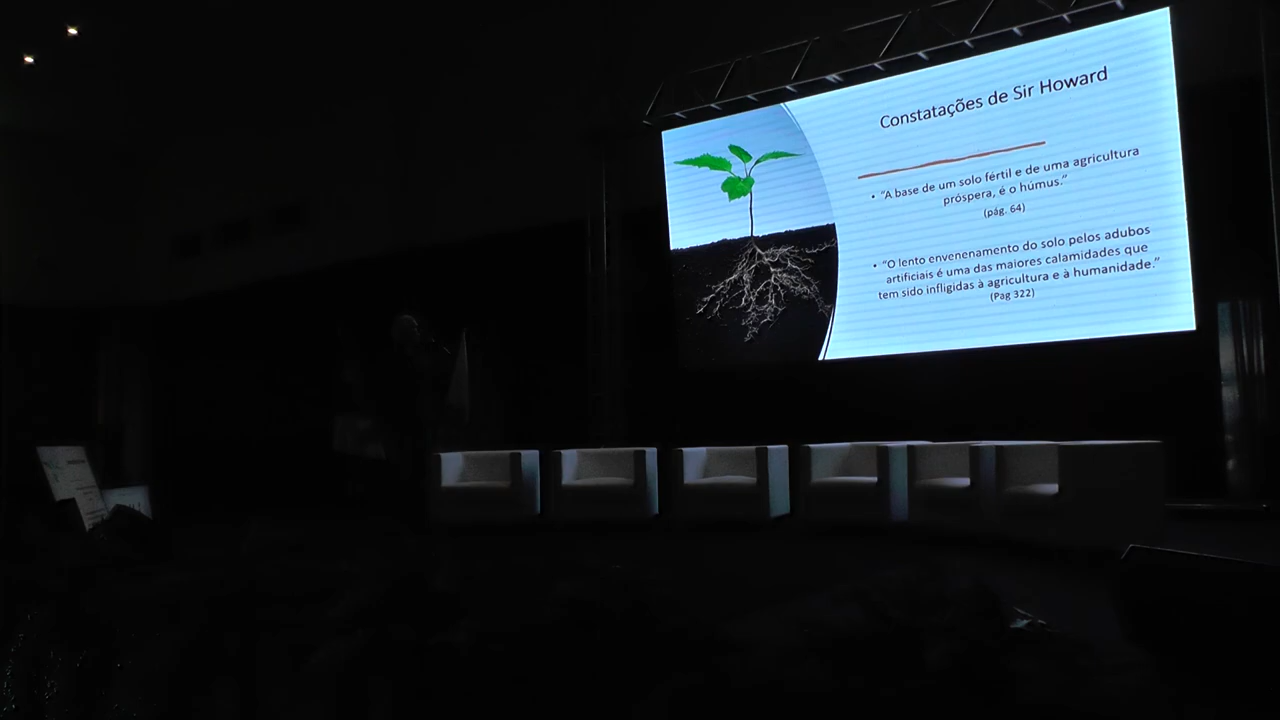 Constatações de Sir Howard
• “A base de um solo fértil e de uma agricultura
próspera, é o húmus.”
(pág. 64)
• “O lento envenenamento do solo pelos adubos
artificiais é uma das maiores calamidades que
tem sido infligidas à agricultura e à humanidade.”
(Pag 322)